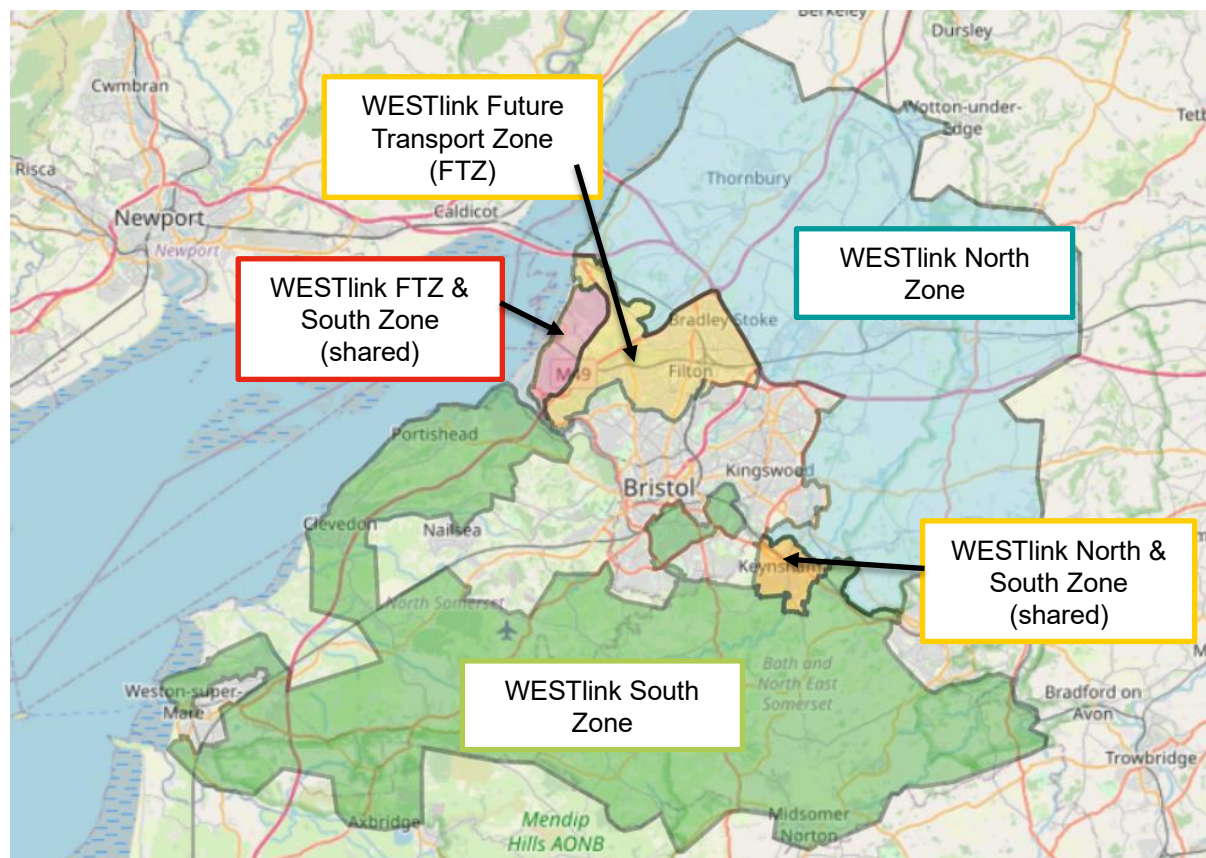 Berkeley
Dursley
Cwmbran
WESTlink Future
Transport Zone
(FTZ)
Wotton-under-
Edge
Tetb
Risca
Thornbury
Newport
Caldicot
Newport
WESTlink North
Zone
WESTlink FTZ &
South Zone
(shared)
Bradley Stoke
M49
Filton
Portishead
Kingswood
Bristol
Clevedon
Nailsea
WESTlink North &
South Zone
(shared)
Keynsham
North Somerset
Bath and
North East
Somerset
WESTlink South
Zone
Weston-super-
Mare
Bradford on
Avon
Trowbridge
Axbridge
Mendip
Hills AONB
Midsomer
Norton